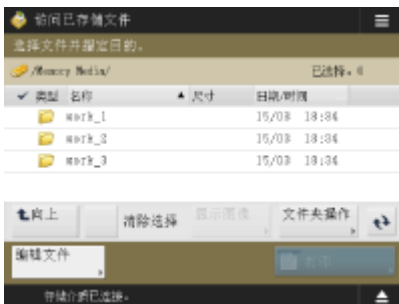 访问已存储文件
选择文件并指定目的。
/Memory Media/ 已选择: 0
类型 名称 尺寸 日期/时间
work_1 15/03 18:34
work_2 15/03 18:34
work_3 15/03 18:34
向上 清除选择 显示图像 文件夹操作
编辑文件 打印
存储介质已连接。